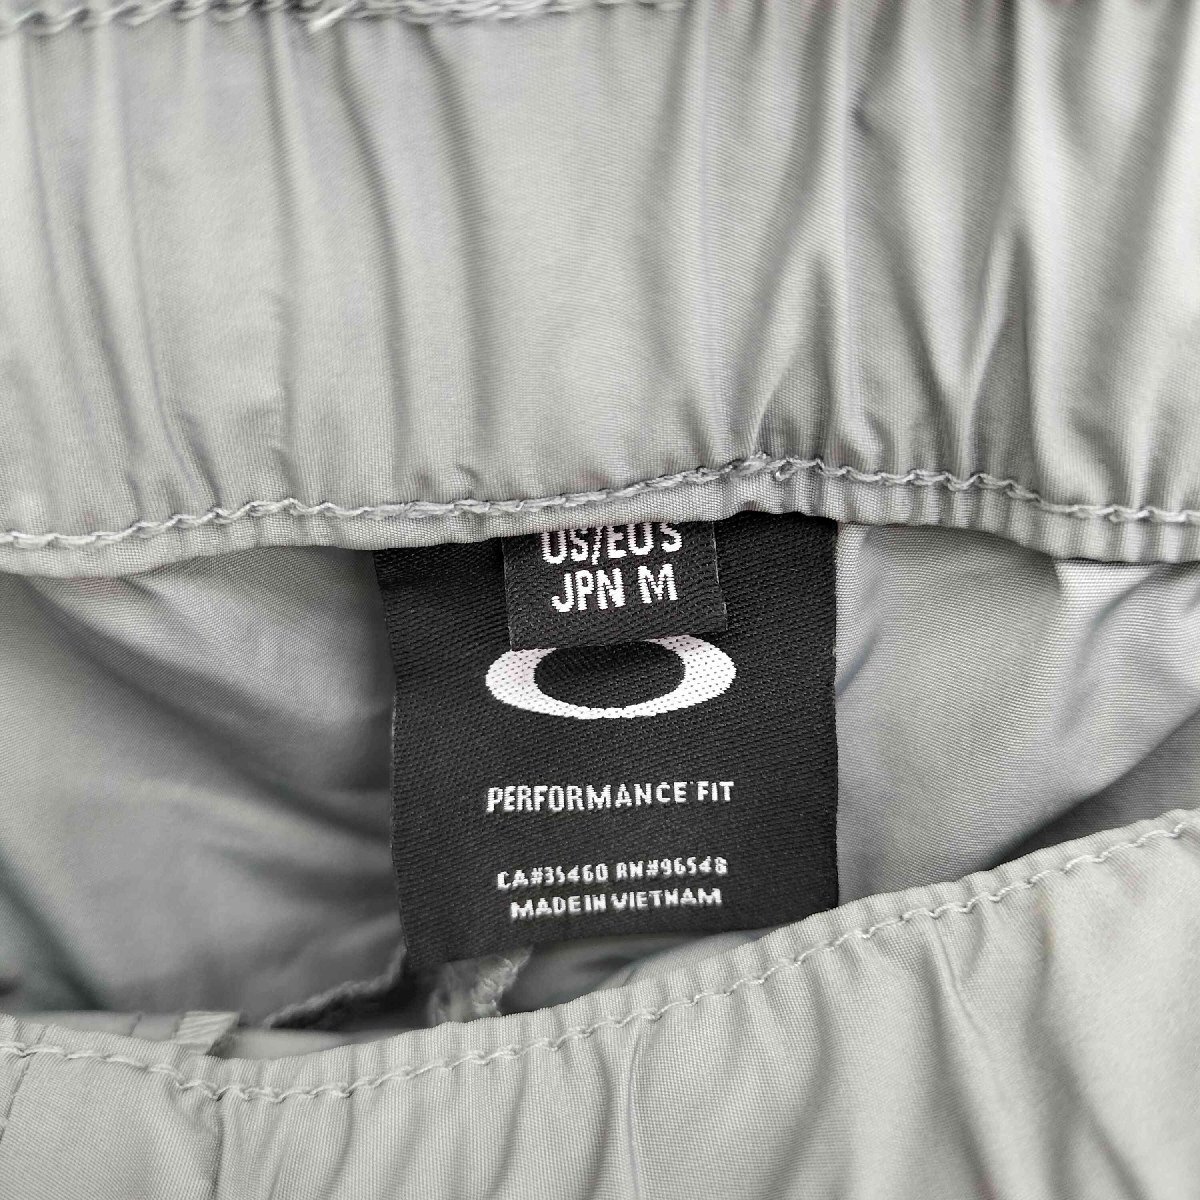 US/EU S
JPN M
PERFORMANCE FIT
CA#35460 RN#96548
MADE IN VIETNAM